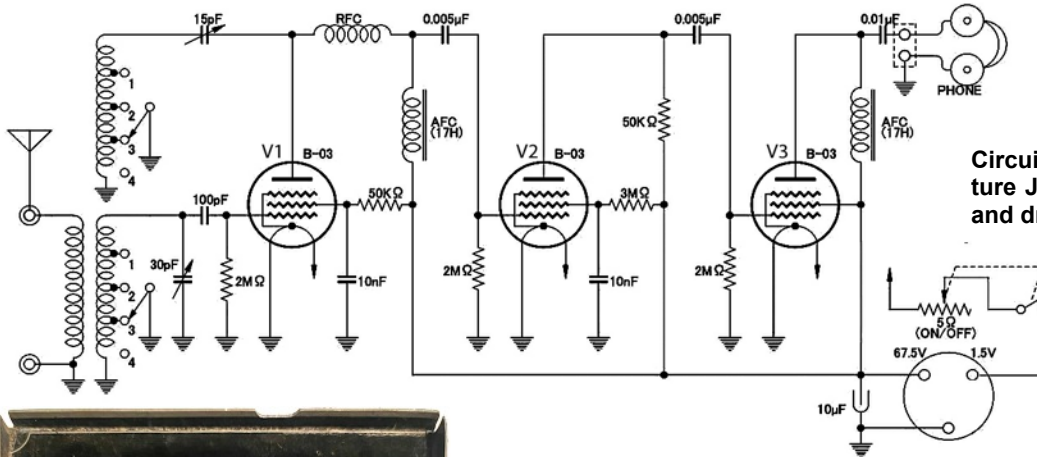 15pF
RFC
0.005µF
0.005µF
0.01µF
PHONE
1
2
3
4
AFC
(17H)
50KΩ
AFC
(17H)
V1 B-03
V2 B-03
V3 B-03
Circui
ture J
and dr
100pF
50KΩ
3MΩ
30pF
1
2
3
4
2MΩ
10nF
2MΩ
10nF
2MΩ
5Ω
(ON/OFF)
67.5V 1.5V
10µF